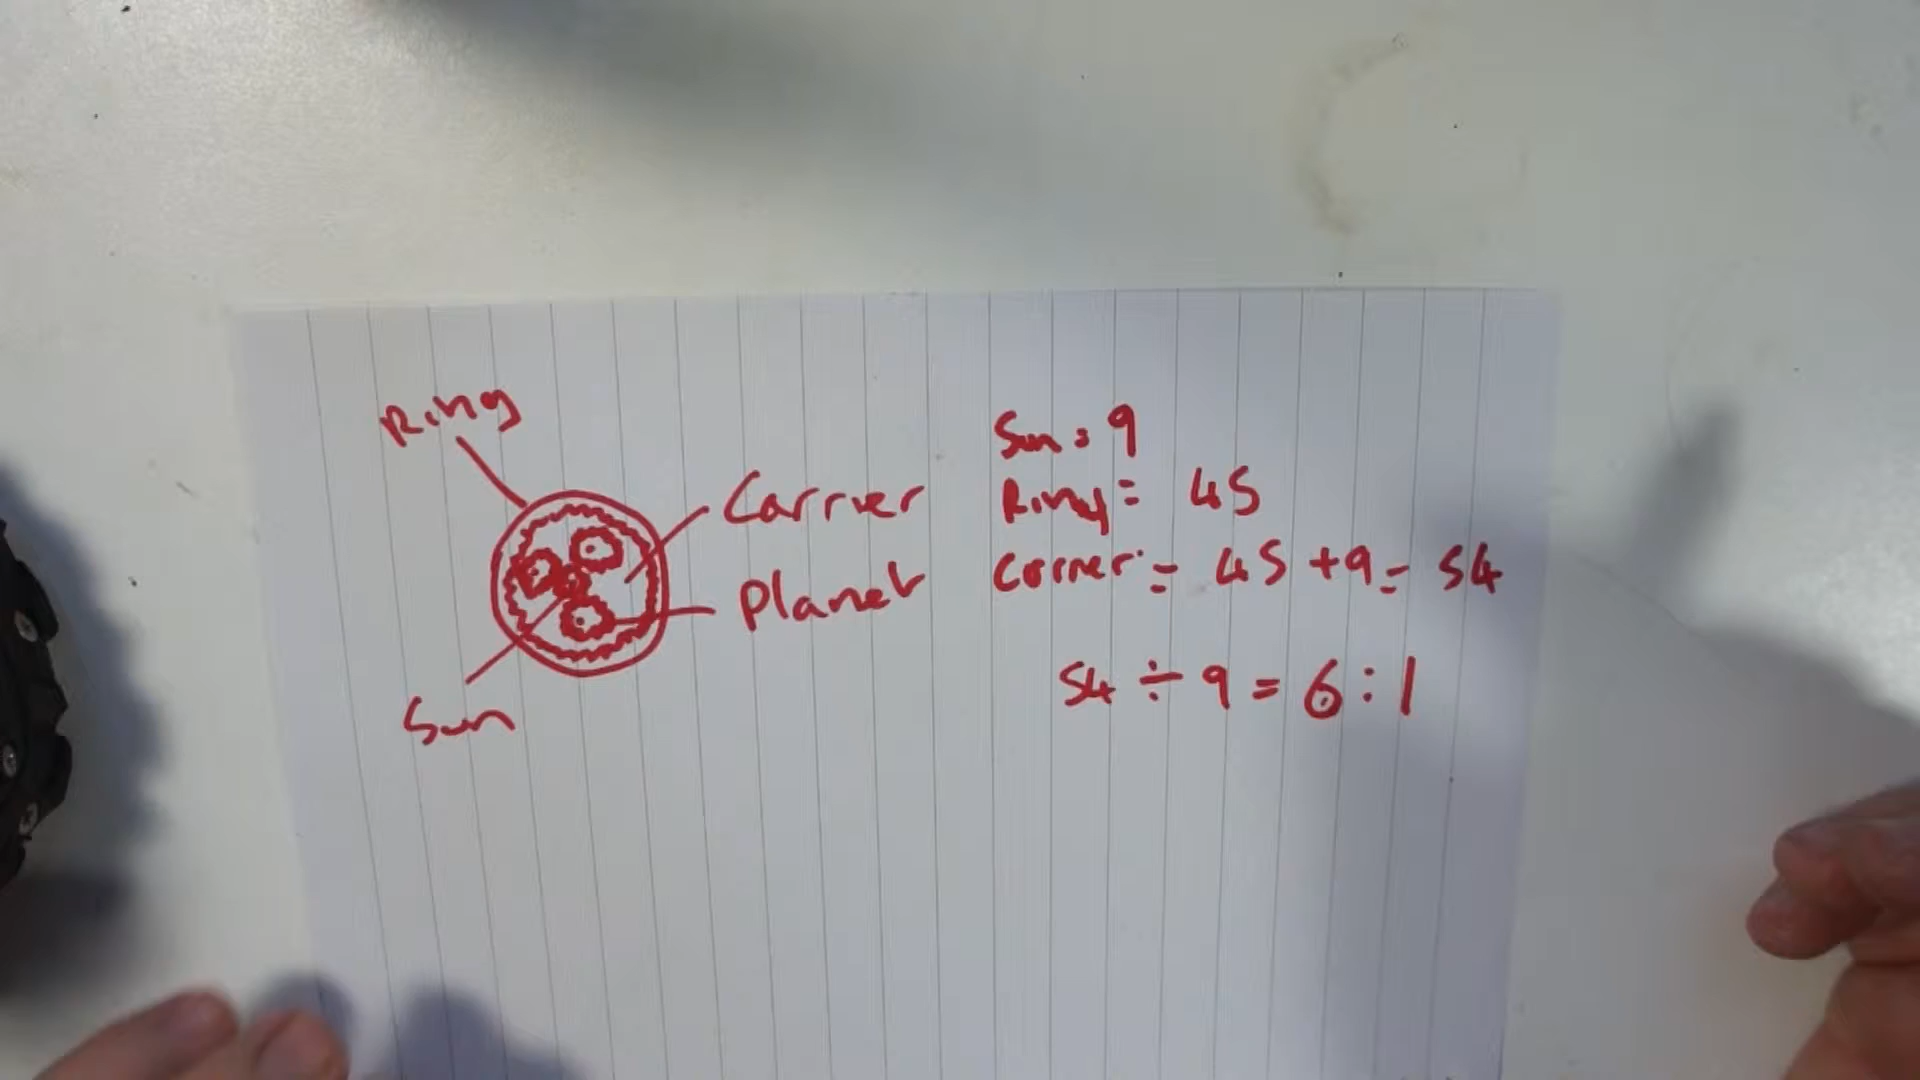 Ring
Carrier
Planet
Sun
Sun = 9
Ring = 45
Carrier = 45 + 9 = 54
54 ÷ 9 = 6:1